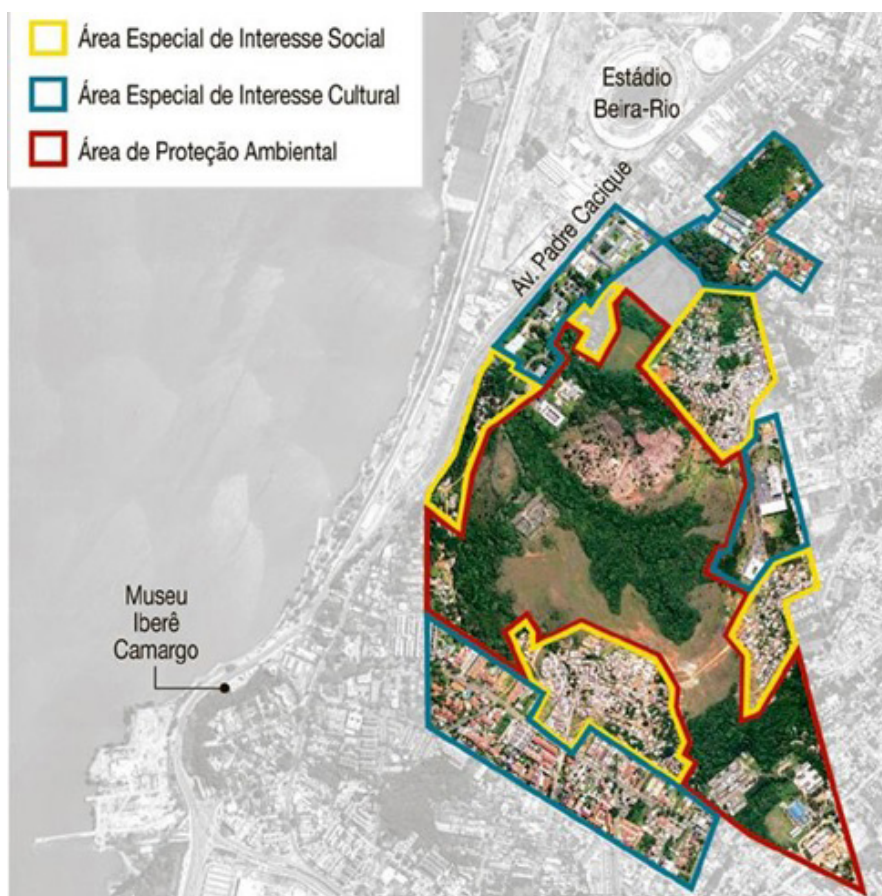 Área Especial de Interesse Social
Área Especial de Interesse Cultural
Área de Proteção Ambiental
Estádio
Beira-Rio
Av. Padre Cacique
Museu
Iberê
Camargo